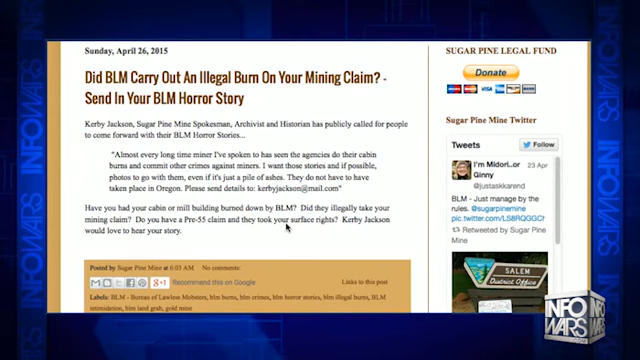 Sunday, April 26, 2015
Did BLM Carry Out An Illegal Burn On Your Mining Claim? -
Send In Your BLM Horror Story
Kerby Jackson, Sugar Pine Mine Spokesman, Archivist and Historian has publicly called for people
to come forward with their BLM Horror Stories...
"Almost every long time miner I've spoken to has seen the agencies do their cabin
burns and commit other crimes against miners. I want those stories and if possible,
photos to go with them, even if it's just a pile of ashes. They do not have to have
taken place in Oregon. Please send details to: kerbyjackson@mail.com"
Have you had your cabin or mill building burned down by BLM? Did they illegally take your
mining claim? Do you have a Pre-55 claim and they took your surface rights? Kerby Jackson
would love to hear your story.
Posted by Sugar Pine Mine at 6:03 AM No comments:
Recommend this on Google
Links to this post
Labels: BLM - Bureau of Lawless Mobsters, blm burns, blm crimes, blm horror stories, blm illegal burns, BLM
intimidation, blm land grab, gold mine
SUGAR PINE LEGAL FUND
Donate
VISA
Sugar Pine Mine Twitter
Tweets
Follow
I'm Midori..or
Ginny
@justaskkarend
23 Apr
BLM - Just manage by the
rules. @sugarpinemine
pic.twitter.com/LS8RQGGCh
Retweeted by Sugar Pine
Mine
SALEM
District Office
INFOWARS
INFO
WARS
.COM